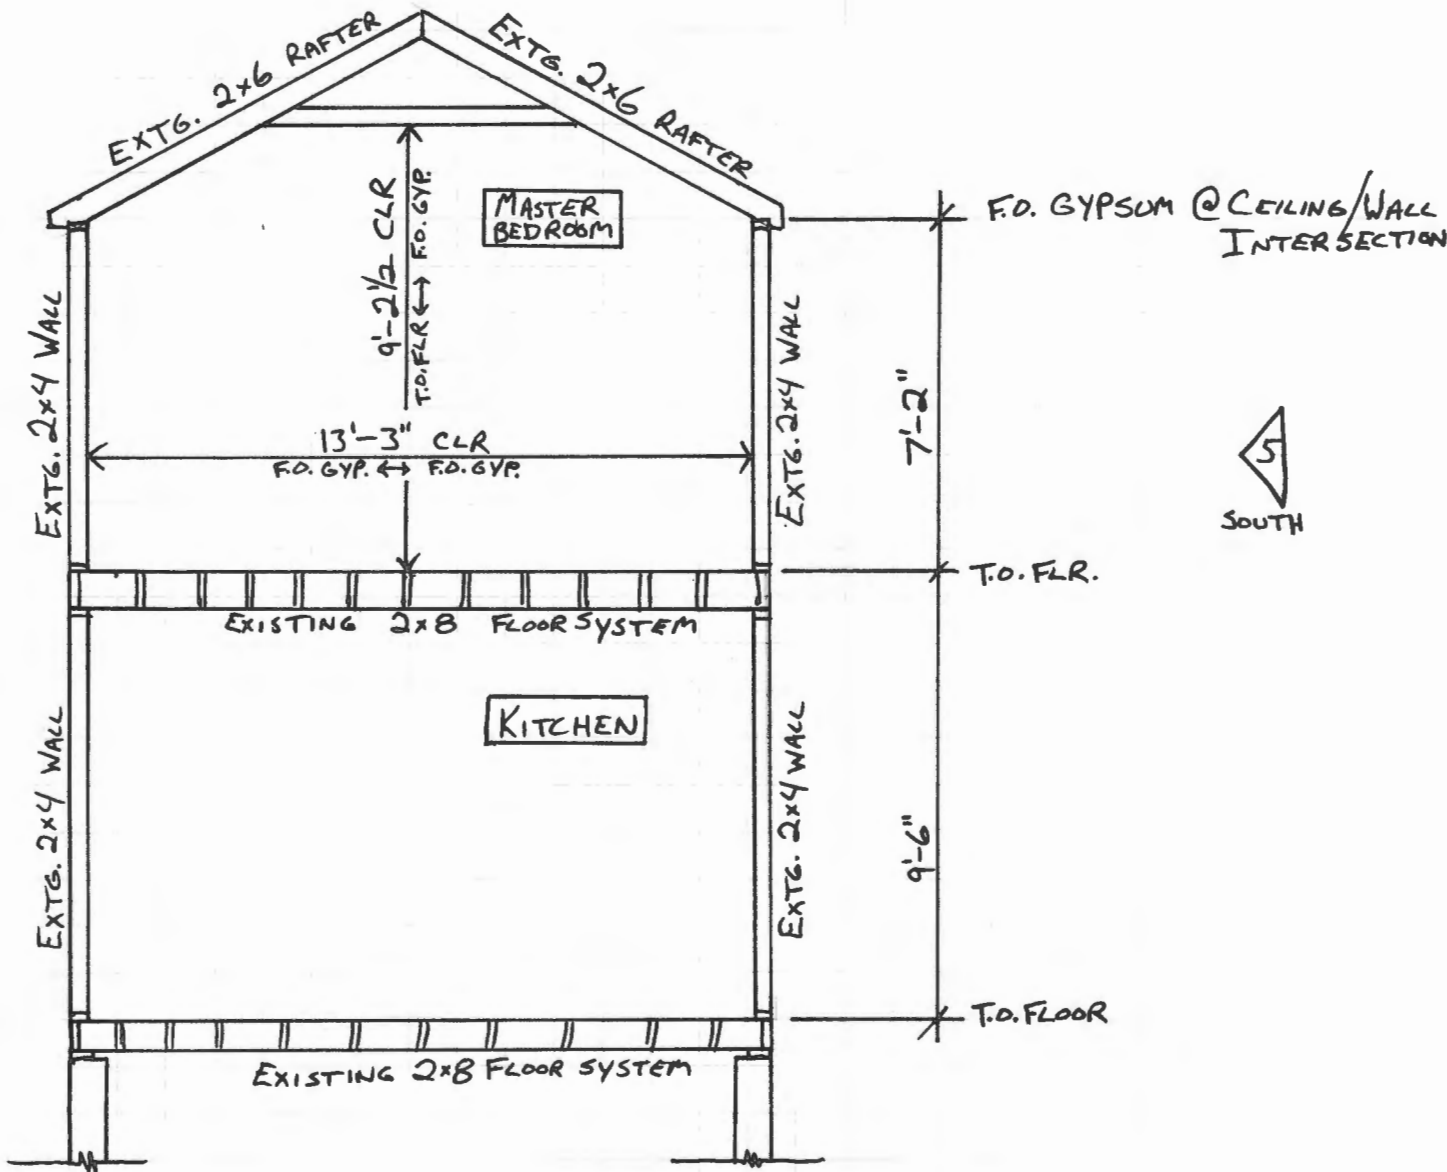 EXTG. 2x6 RAFTER
EXTG. 2x6 RAFTER
MASTER
BEDROOM
9'-2 1/2 CLR
T.O. FLR ↔ F.O. GYP.
F.O. GYPSUM @ CEILING/WALL
INTERSECTION
EXTG. 2x4 WALL
13'-3" CLR
F.O. GYP. ↔ F.O. GYP.
EXTG. 2x4 WALL
7'-2"
5
SOUTH
T.O. FLR.
EXISTING 2x8 FLOOR SYSTEM
KITCHEN
EXTG. 2x4 WALL
EXTG. 2x4 WALL
9'-6"
T.O. FLOOR
EXISTING 2x8 FLOOR SYSTEM